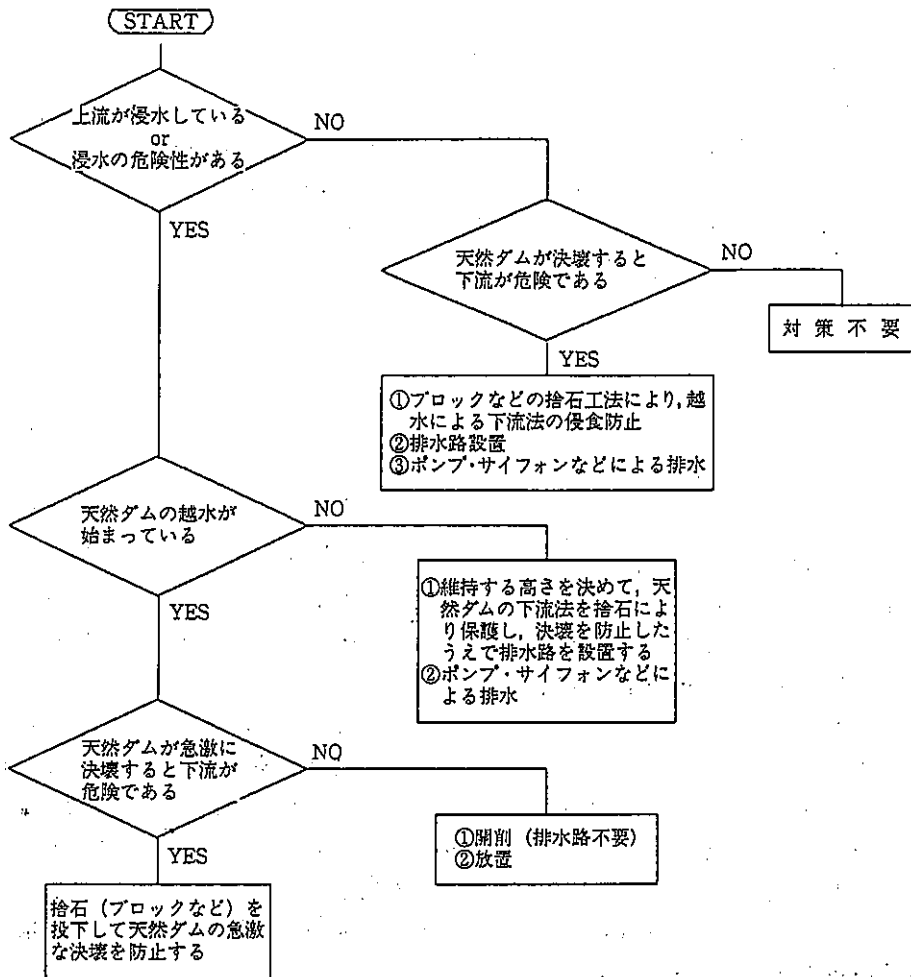 START
上流が浸水している
or
浸水の危険性がある
NO
YES
天然ダムが決壊すると
下流が危険である
NO
対策不要
YES
①ブロックなどの捨石工法により,越
水による下流法の侵食防止
②排水路設置
③ポンプ・サイフォンなどによる排水
天然ダムの越水が
始まっている
NO
①維持する高さを決めて,天
然ダムの下流法を捨石によ
り保護し,決壊を防止した
うえで排水路を設置する
②ポンプ・サイフォンなどに
よる排水
YES
天然ダムが急激に
決壊すると下流が
危険である
NO
①開削(排水路不要)
②放置
YES
捨石(ブロックなど)を
投下して天然ダムの急激
な決壊を防止する